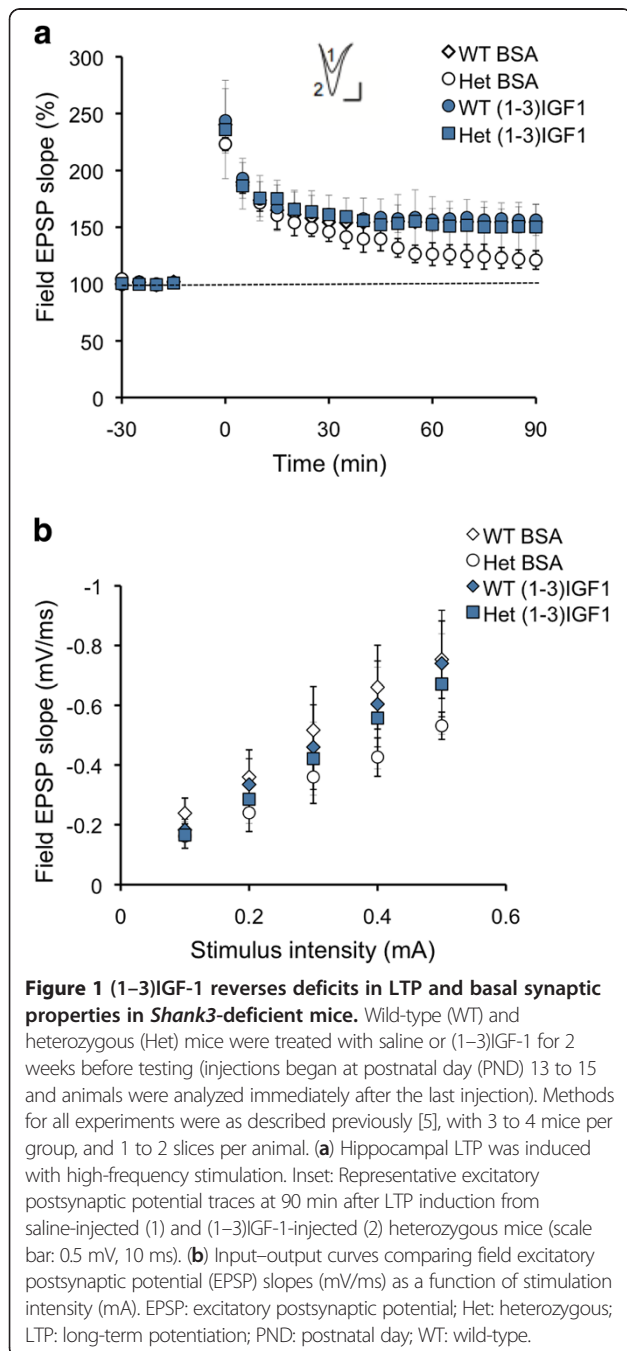 a
300
250
200
150
100
50
0
Field EPSP slope (%)
1
2
WT BSA
Het BSA
WT (1-3)IGF1
Het (1-3)IGF1
-30
0
30
60
90
Time (min)
b
WT BSA
Het BSA
WT (1-3)IGF1
Het (1-3)IGF1
-1
-0.8
-0.6
-0.4
-0.2
0
Field EPSP slope (mV/ms)
0
0.2
0.4
0.6
Stimulus intensity (mA)
Figure 1 (1–3)IGF-1 reverses deficits in LTP and basal synaptic
properties in Shank3-deficient mice. Wild-type (WT) and
heterozygous (Het) mice were treated with saline or (1–3)IGF-1 for 2
weeks before testing (injections began at postnatal day (PND) 13 to 15
and animals were analyzed immediately after the last injection). Methods
for all experiments were as described previously [5], with 3 to 4 mice per
group, and 1 to 2 slices per animal. (a) Hippocampal LTP was induced
with high-frequency stimulation. Inset: Representative excitatory
postsynaptic potential traces at 90 min after LTP induction from
saline-injected (1) and (1–3)IGF-1-injected (2) heterozygous mice (scale
bar: 0.5 mV, 10 ms). (b) Input–output curves comparing field excitatory
postsynaptic potential (EPSP) slopes (mV/ms) as a function of stimulation
intensity (mA). EPSP: excitatory postsynaptic potential; Het: heterozygous;
LTP: long-term potentiation; PND: postnatal day; WT: wild-type.